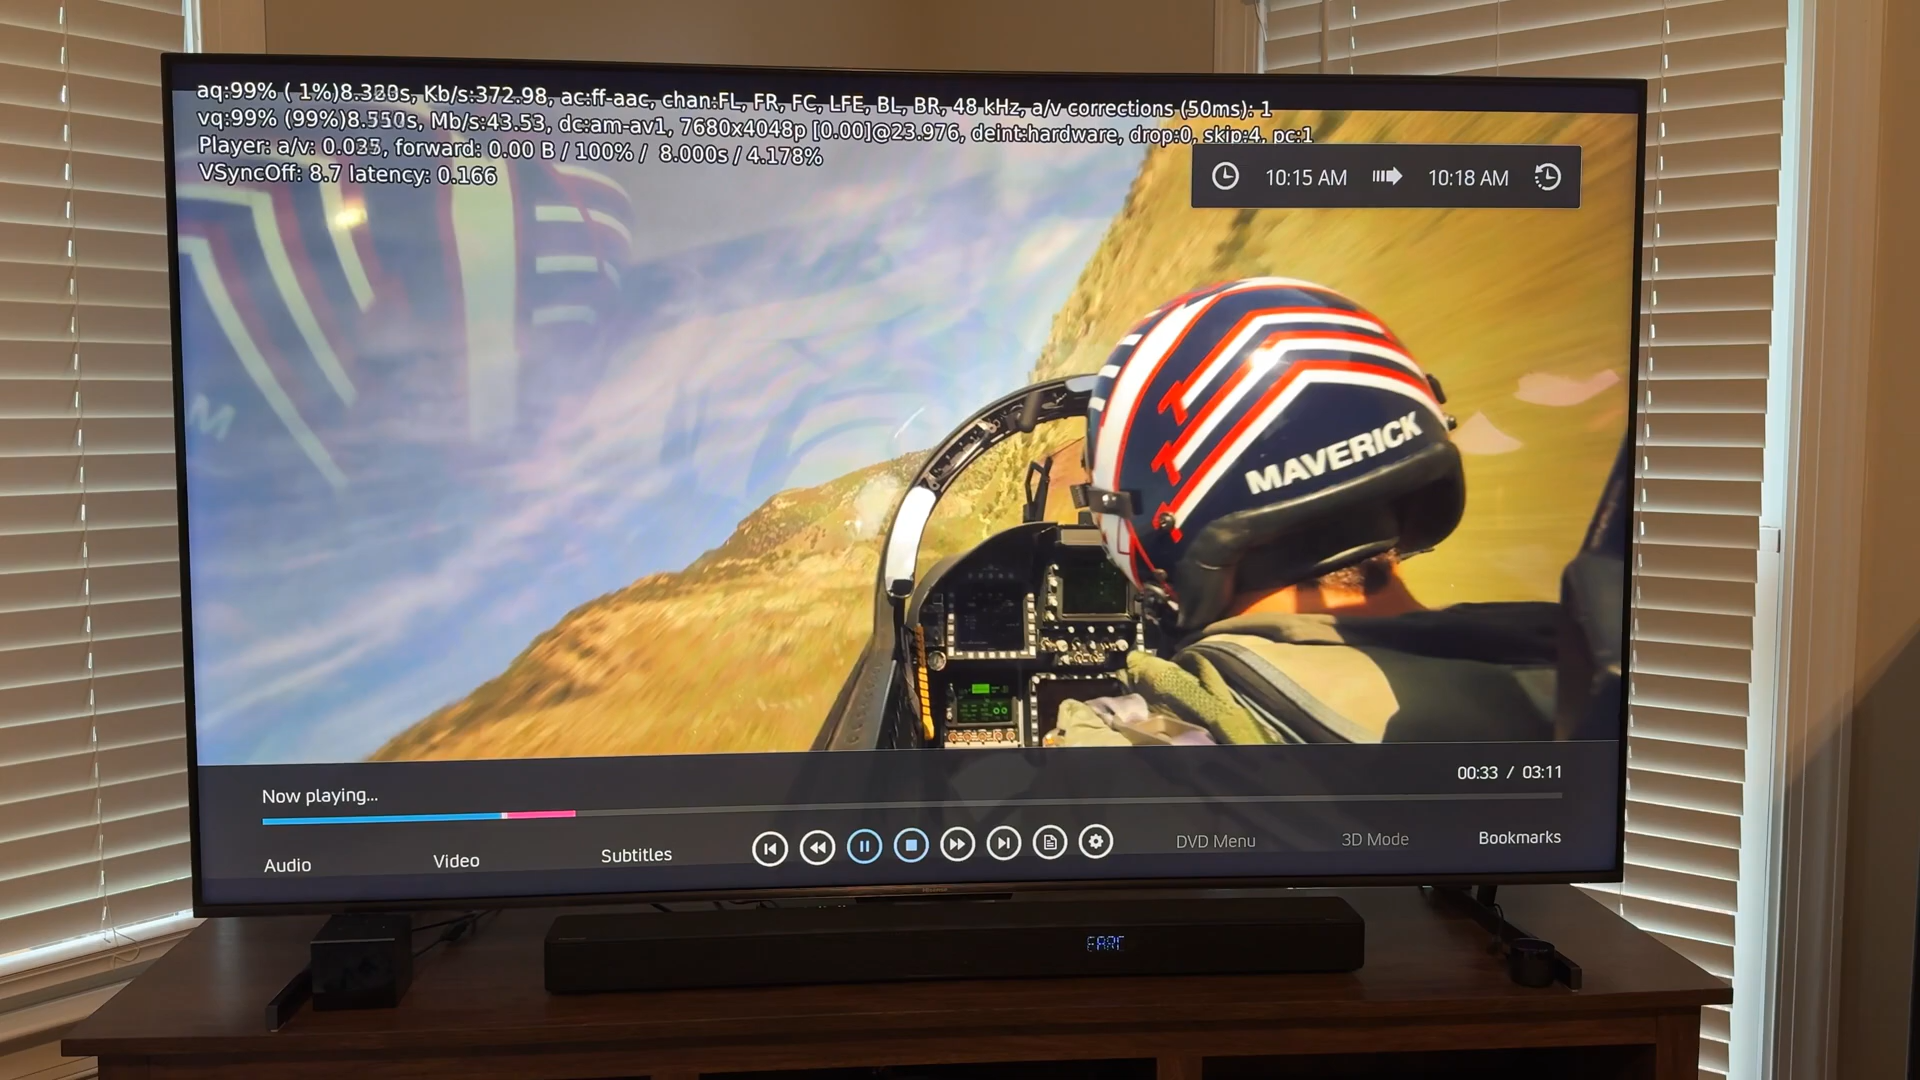 aq:99% ( 1%)8.320s, Kb/s:372.98, ac:ff-aac, chan:FL, FR, FC, LFE, BL, BR, 48 kHz, a/v corrections (50ms): 1
vq:99% (99%)8.550s, Mb/s:43.53, dc:am-av1, 7680x4048p [0.00]@23.976, deint:hardware, drop:0, skip:4, pc:1
Player: a/v: 0.035, forward: 0.00 B / 100% / 8.000s / 4.178%
VSyncOff: 8.7 latency: 0.166
10:15 AM 10:18 AM
MAVERICK
00:33 / 03:11
Now playing...
Audio Video Subtitles DVD Menu 3D Mode Bookmarks
Hisense
EARC